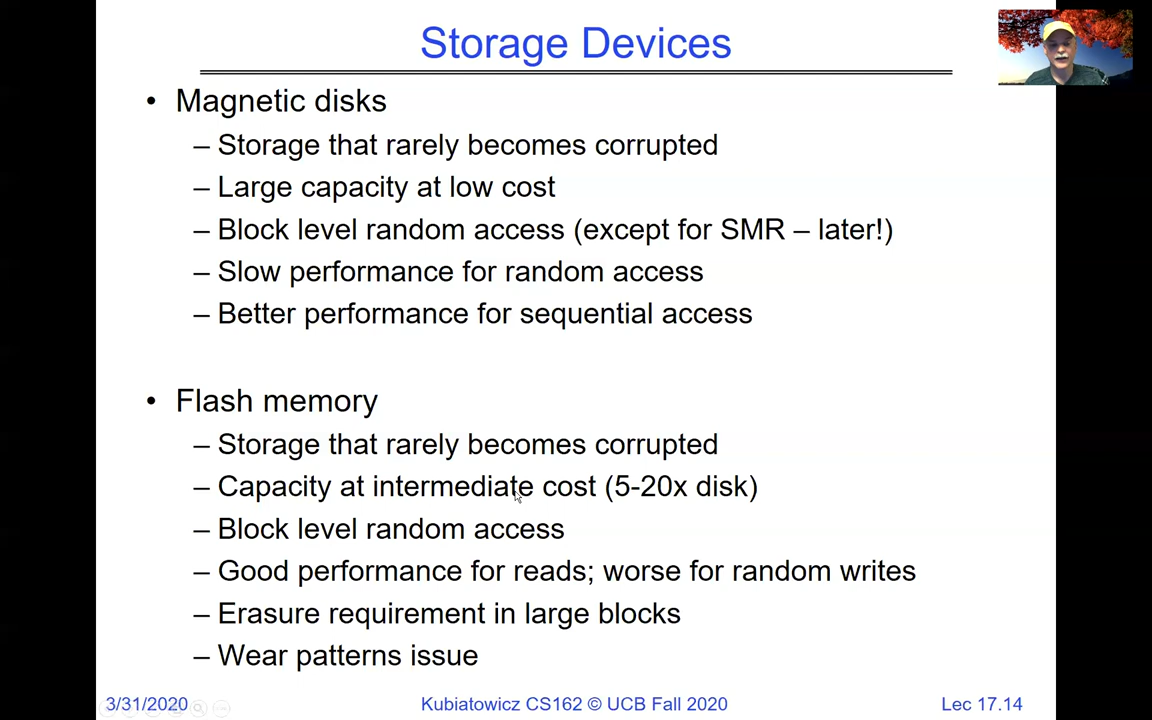 Storage Devices
• Magnetic disks
– Storage that rarely becomes corrupted
– Large capacity at low cost
– Block level random access (except for SMR – later!)
– Slow performance for random access
– Better performance for sequential access
• Flash memory
– Storage that rarely becomes corrupted
– Capacity at intermediate cost (5-20x disk)
– Block level random access
– Good performance for reads; worse for random writes
– Erasure requirement in large blocks
– Wear patterns issue
3/31/2020 Kubiatowicz CS162 © UCB Fall 2020 Lec 17.14